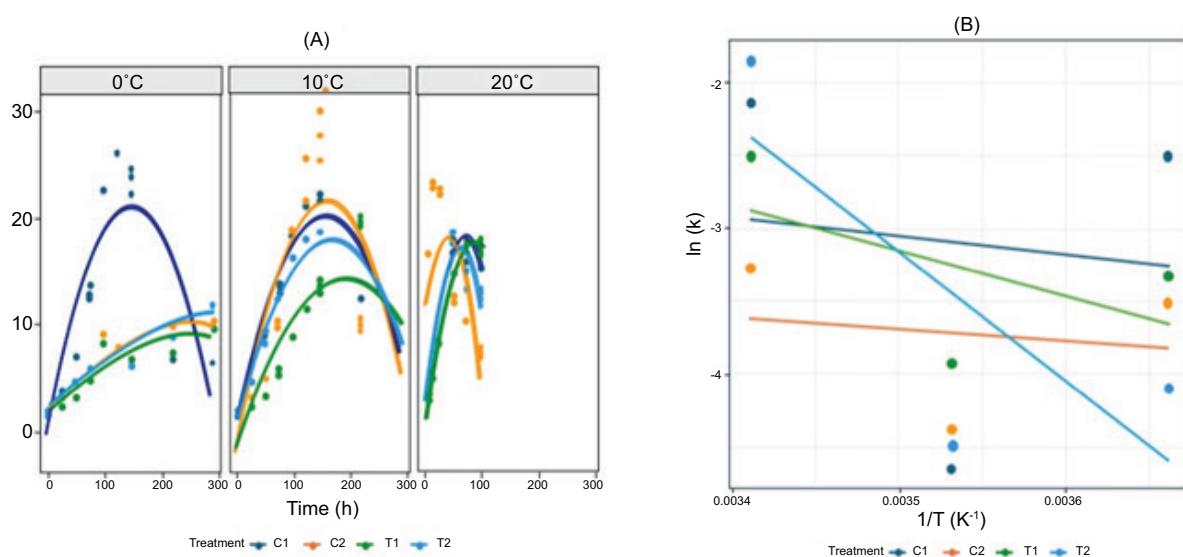 (A)
0˚C 10˚C 20˚C
30
20
10
0
0 100 200 300 0 100 200 300 0 100 200 300
Time (h)
Treatment C1 C2 T1 T2
(B)
-2
-3
-4
ln (k)
0.0034 0.0035 0.0036
1/T (K⁻¹)
Treatment C1 C2 T1 T2